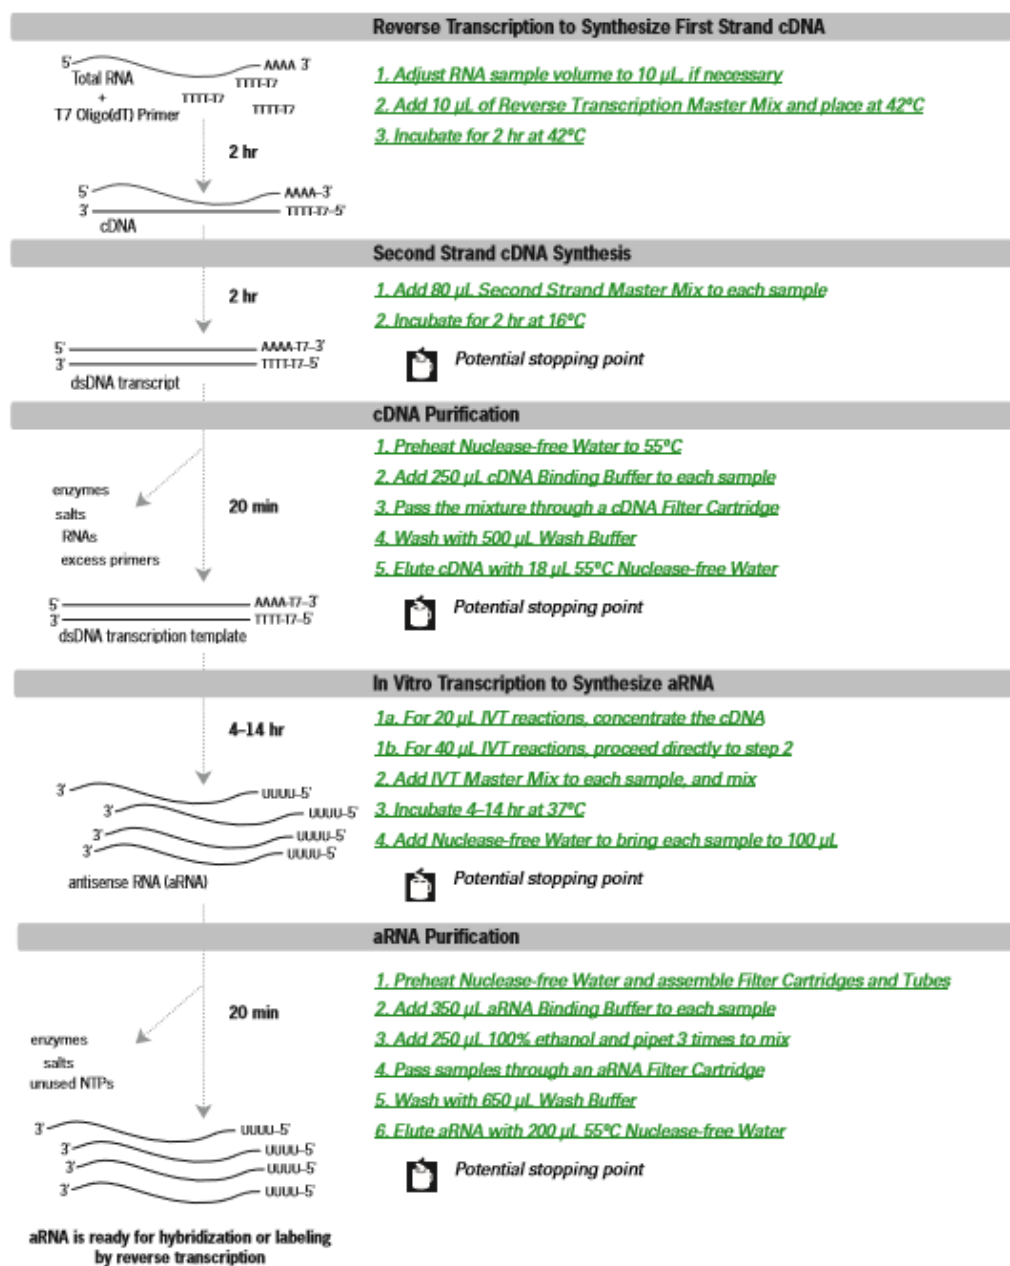 Reverse Transcription to Synthesize First Strand cDNA
5' AAAA 3'
Total RNA
+
T7 Oligo(dT) Primer
TTTT-T7
TTTT-T7
TTTT-T7
1. Adjust RNA sample volume to 10 µL, if necessary
2. Add 10 µL of Reverse Transcription Master Mix and place at 42ºC
3. Incubate for 2 hr at 42ºC
2 hr
5' AAAA-3'
3' TTTT-T7-5'
cDNA
Second Strand cDNA Synthesis
2 hr
1. Add 80 µL Second Strand Master Mix to each sample
2. Incubate for 2 hr at 16ºC
Potential stopping point
5' AAAA-T7-3'
3' TTTT-T7-5'
dsDNA transcript
cDNA Purification
1. Preheat Nuclease-free Water to 55ºC
2. Add 250 µL cDNA Binding Buffer to each sample
3. Pass the mixture through a cDNA Filter Cartridge
4. Wash with 500 µL Wash Buffer
5. Elute cDNA with 18 µL 55ºC Nuclease-free Water
Potential stopping point
enzymes
salts
RNAs
excess primers
20 min
5' AAAA-T7-3'
3' TTTT-T7-5'
dsDNA transcription template
In Vitro Transcription to Synthesize aRNA
4–14 hr
1a. For 20 µL IVT reactions, concentrate the cDNA
1b. For 40 µL IVT reactions, proceed directly to step 2
2. Add IVT Master Mix to each sample, and mix
3. Incubate 4–14 hr at 37ºC
4. Add Nuclease-free Water to bring each sample to 100 µL
Potential stopping point
3' UUUU-5'
3' UUUU-5'
3' UUUU-5'
3' UUUU-5'
antisense RNA (aRNA)
aRNA Purification
1. Preheat Nuclease-free Water and assemble Filter Cartridges and Tubes
2. Add 350 µL aRNA Binding Buffer to each sample
3. Add 250 µL 100% ethanol and pipet 3 times to mix
4. Pass samples through an aRNA Filter Cartridge
5. Wash with 650 µL Wash Buffer
6. Elute aRNA with 200 µL 55ºC Nuclease-free Water
Potential stopping point
20 min
enzymes
salts
unused NTPs
3' UUUU-5'
3' UUUU-5'
3' UUUU-5'
3' UUUU-5'
aRNA is ready for hybridization or labeling
by reverse transcription